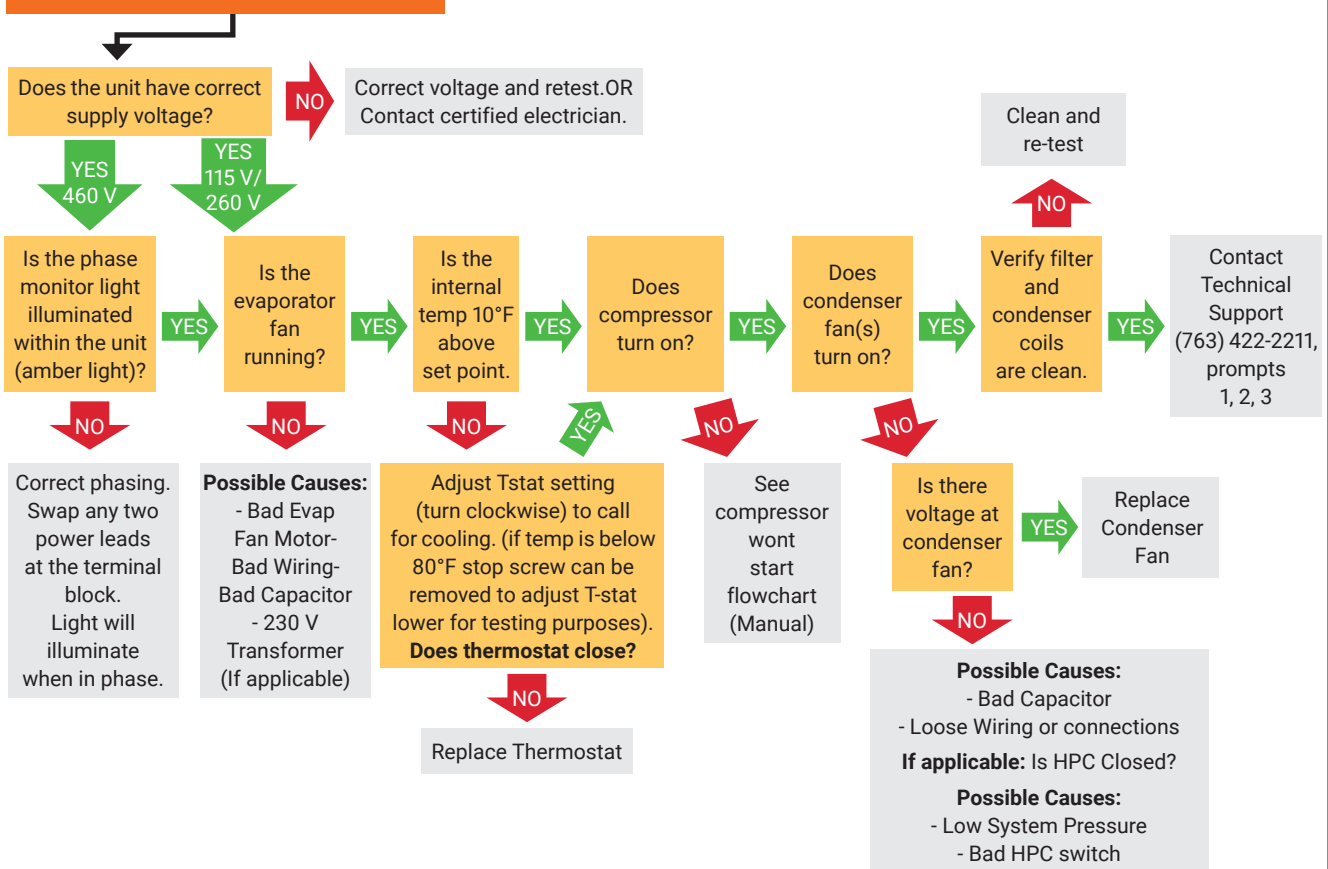 Does the unit have correct
supply voltage?
NO
Correct voltage and retest.OR
Contact certified electrician.
YES
460 V
YES
115 V/
260 V
Clean and
re-test
NO
Is the phase
monitor light
illuminated
within the unit
(amber light)?
YES
Is the
evaporator
fan
running?
YES
Is the
internal
temp 10°F
above
set point.
YES
Does
compressor
turn on?
YES
Does
condenser
fan(s)
turn on?
YES
Verify filter
and
condenser
coils
are clean.
YES
Contact
Technical
Support
(763) 422-2211,
prompts
1, 2, 3
NO
Correct phasing.
Swap any two
power leads
at the terminal
block.
Light will
illuminate
when in phase.
NO
Possible Causes:
- Bad Evap
Fan Motor-
Bad Wiring-
Bad Capacitor
- 230 V
Transformer
(If applicable)
NO
YES
Adjust Tstat setting
(turn clockwise) to call
for cooling. (if temp is below
80°F stop screw can be
removed to adjust T-stat
lower for testing purposes).
Does thermostat close?
NO
Replace Thermostat
NO
See
compressor
wont
start
flowchart
(Manual)
NO
Is there
voltage at
condenser
fan?
YES
Replace
Condenser
Fan
NO
Possible Causes:
- Bad Capacitor
- Loose Wiring or connections
If applicable: Is HPC Closed?
Possible Causes:
- Low System Pressure
- Bad HPC switch